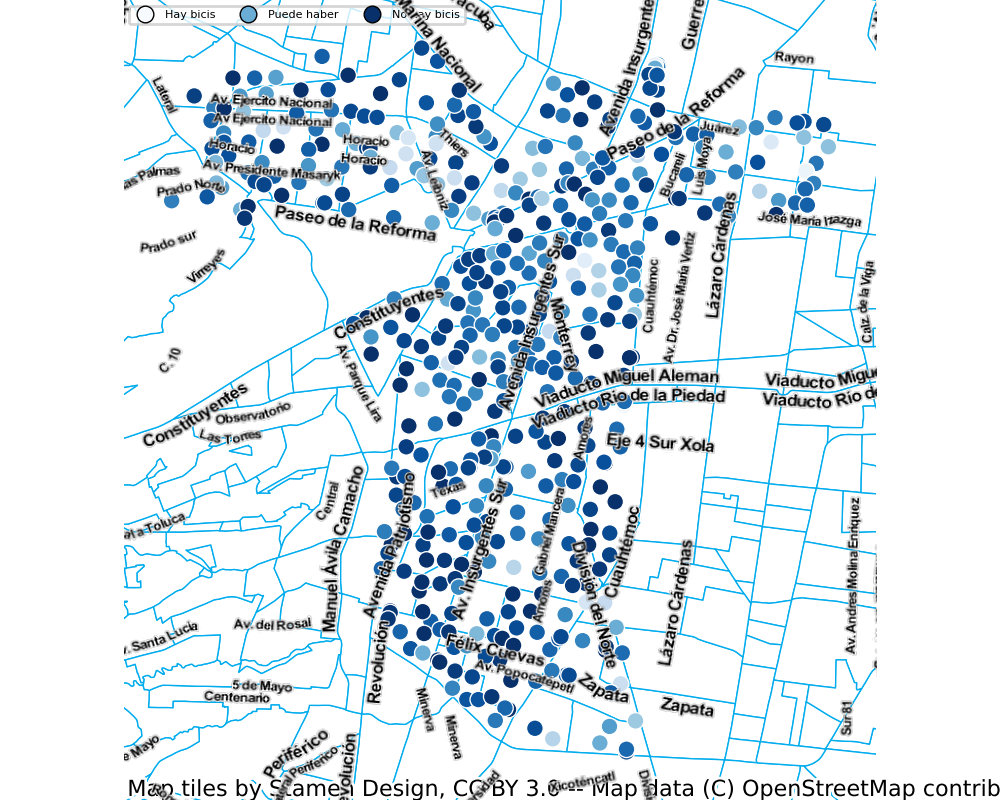 Hay bicis
Puede haber
No hay bicis
Marina Nacional
Avenida Insurgente
Guerre
Rayon
Lateral
Av. Ejercito Nacional
Av Ejercito Nacional
Paseo de la Reforma
Juárez
Horacio
Horacio
Horacio
Thiers
Bucareli
Luis Moya
Av. Presidente Masaryk
Av. Leibniz
as Palmas
Prado Norte
Paseo de la Reforma
José María Izazga
Prado sur
Virreyes
Avenida Insurgentes Sur
Cuauhtémoc
Av. Dr. José María Vertiz
Lázaro Cárdenas
Calz. de la Viga
Constituyentes
Monterrey
C. 10
Av. Parque Lira
Viaducto Miguel Aleman
Viaducto Migue
Viaducto Rio de la Piedad
Viaducto Rio de
Constituyentes
Observatorio
Las Torres
Amores
Eje 4 Sur Xola
Texas
Central
Manuel Ávila Camacho
Avenida Patriotismo
Av. Insurgentes Sur
Gabriel Mancera
Cuauhtémoc
División del Norte
Lázaro Cárdenas
Av. Andres Molina Enriquez
Toluca
Amores
Santa Lucia
Av. del Rosal
Revolución
Félix Cuevas
Av. Popocatepetl
Zapata
Zapata
5 de Mayo
Centenario
Minerva
Minerva
Sur 81
e Mayo
Periférico
Periferico
evolución
Xicoténcatl
Map tiles by Stamen Design, CC BY 3.0 -- Map data (C) OpenStreetMap contrib